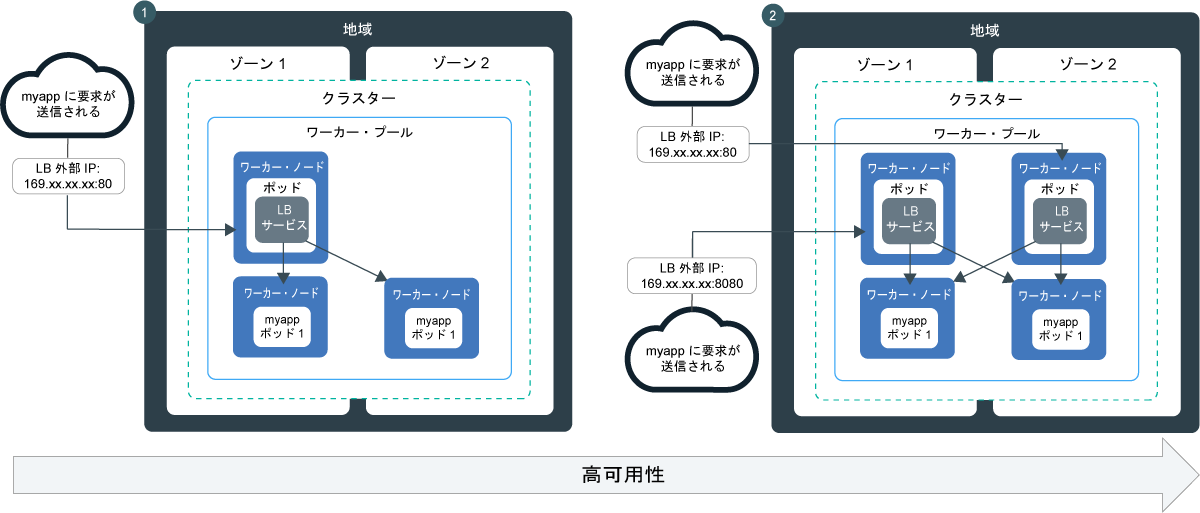 1
地域
ゾーン 1
ゾーン 2
クラスター
ワーカー・プール
myapp に要求が
送信される
LB 外部 IP:
169.xx.xx.xx:80
ワーカー・ノード
ポッド
LB
サービス
ワーカー・ノード
myapp
ポッド 1
ワーカー・ノード
myapp
ポッド 1
2
地域
ゾーン 1
ゾーン 2
クラスター
ワーカー・プール
myapp に要求が
送信される
LB 外部 IP:
169.xx.xx.xx:80
ワーカー・ノード
ポッド
LB
サービス
ワーカー・ノード
ポッド
LB
サービス
LB 外部 IP:
169.xx.xx.xx:8080
myapp に要求が
送信される
ワーカー・ノード
myapp
ポッド 1
ワーカー・ノード
myapp
ポッド 1
高可用性